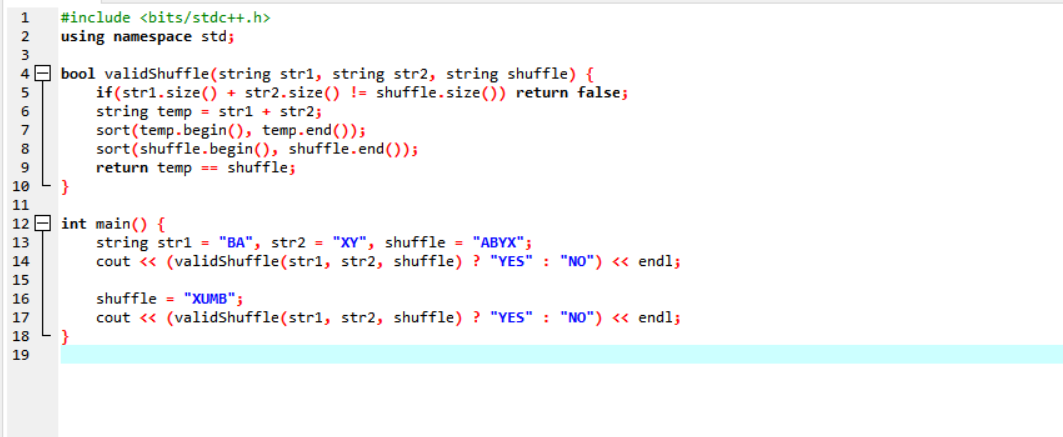 1 #include <bits/stdc++.h>
2 using namespace std;
3
4 bool validShuffle(string str1, string str2, string shuffle) {
5 if(str1.size() + str2.size() != shuffle.size()) return false;
6 string temp = str1 + str2;
7 sort(temp.begin(), temp.end());
8 sort(shuffle.begin(), shuffle.end());
9 return temp == shuffle;
10 }
11
12 int main() {
13 string str1 = "BA", str2 = "XY", shuffle = "ABYX";
14 cout << (validShuffle(str1, str2, shuffle) ? "YES" : "NO") << endl;
15
16 shuffle = "XUMB";
17 cout << (validShuffle(str1, str2, shuffle) ? "YES" : "NO") << endl;
18 }
19